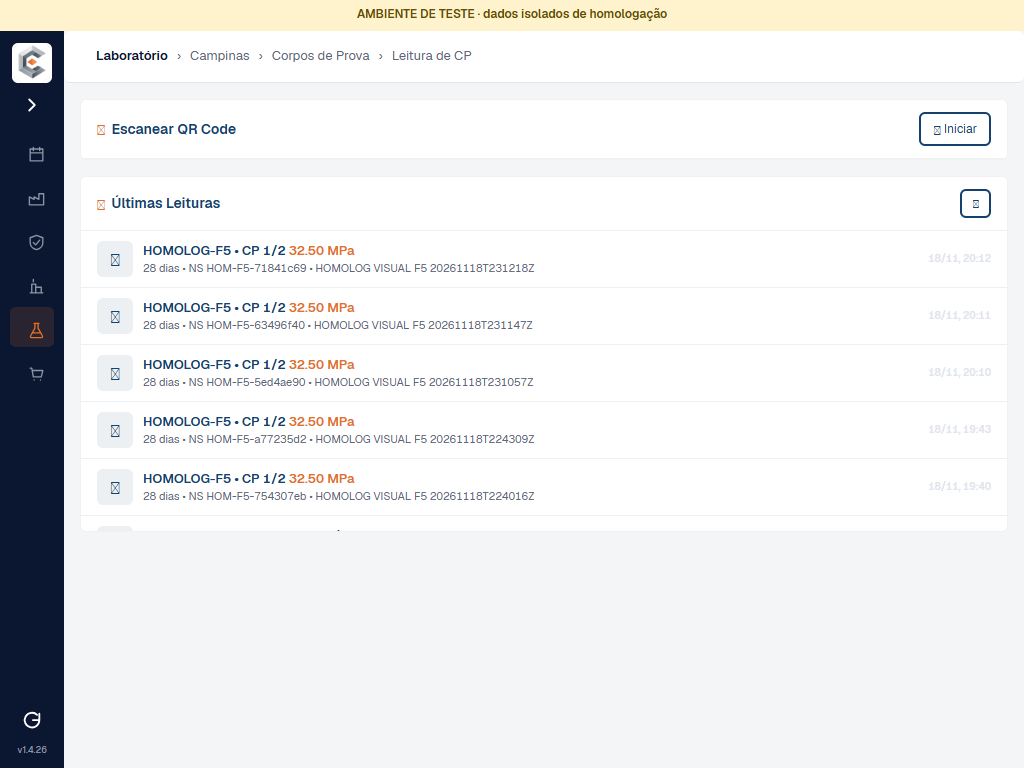 AMBIENTE DE TESTE · dados isolados de homologação
Laboratório › Campinas › Corpos de Prova › Leitura de CP
Escanear QR Code
Iniciar
Últimas Leituras
HOMOLOG-F5 • CP 1/2 32.50 MPa
28 dias • NS HOM-F5-71841c69 • HOMOLOG VISUAL F5 20261118T231218Z
18/11, 20:12
HOMOLOG-F5 • CP 1/2 32.50 MPa
28 dias • NS HOM-F5-63496f40 • HOMOLOG VISUAL F5 20261118T231147Z
18/11, 20:11
HOMOLOG-F5 • CP 1/2 32.50 MPa
28 dias • NS HOM-F5-5ed4ae90 • HOMOLOG VISUAL F5 20261118T231057Z
18/11, 20:10
HOMOLOG-F5 • CP 1/2 32.50 MPa
28 dias • NS HOM-F5-a77235d2 • HOMOLOG VISUAL F5 20261118T224309Z
18/11, 19:43
HOMOLOG-F5 • CP 1/2 32.50 MPa
28 dias • NS HOM-F5-754307eb • HOMOLOG VISUAL F5 20261118T224016Z
18/11, 19:40
v1.4.26